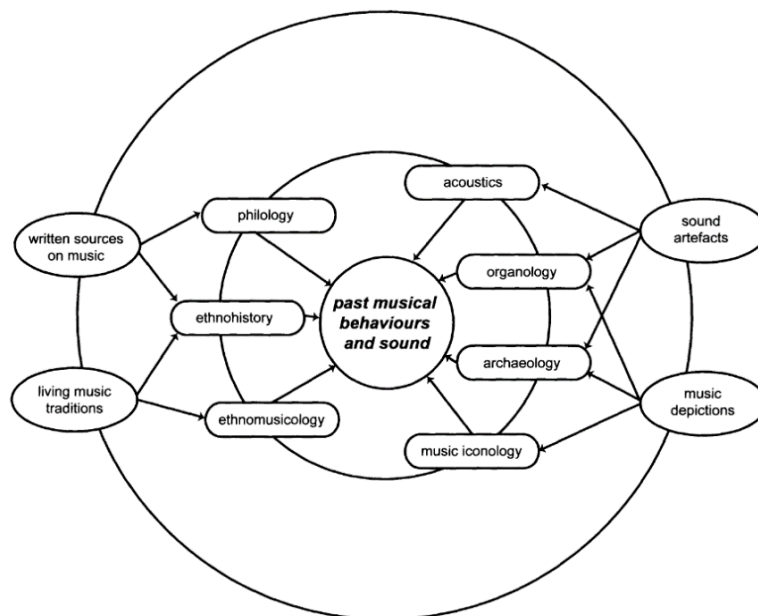 acoustics
philology
written sources
on music
sound
artefacts
organology
past musical
behaviours
and sound
ethnohistory
archaeology
living music
traditions
music
depictions
ethnomusicology
music iconology